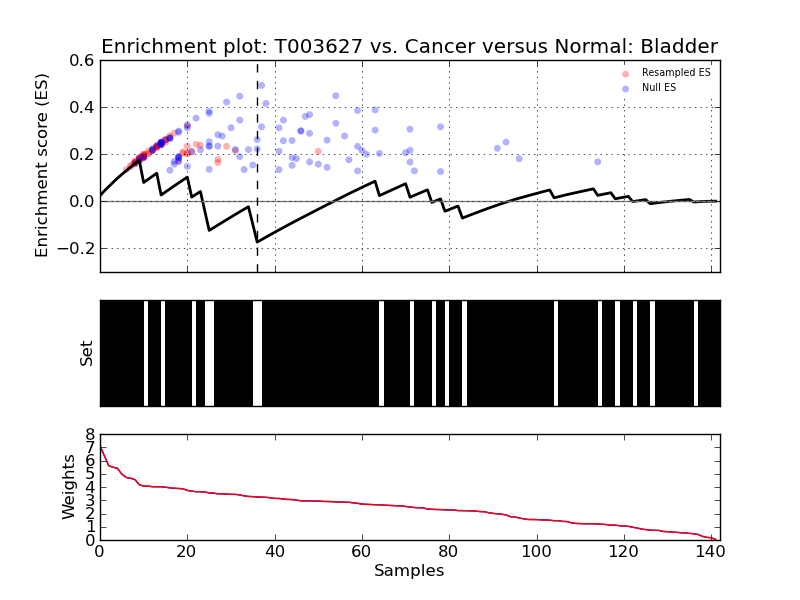 Enrichment plot: T003627 vs. Cancer versus Normal: Bladder
Enrichment score (ES)
0.6
0.4
0.2
0.0
−0.2
Resampled ES
Null ES
Set
Weights
8
7
6
5
4
3
2
1
0
0 20 40 60 80 100 120 140
Samples